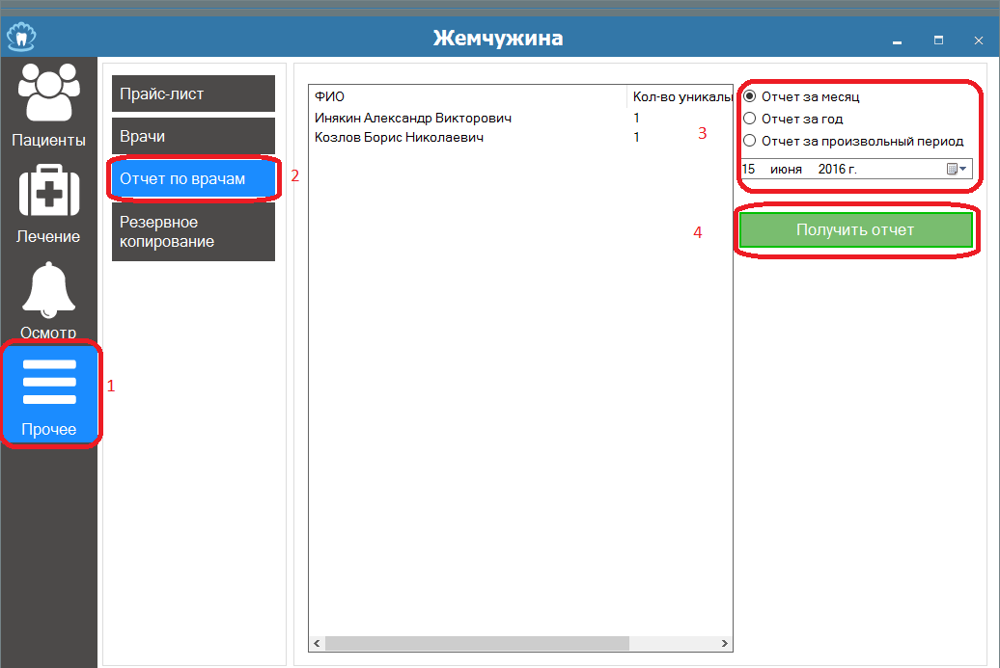 Жемчужина
Пациенты
Лечение
Осмотр
Прочее
1
Прайс-лист
Врачи
Отчет по врачам
2
Резервное
копирование
ФИО Кол-во уникалы
Инякин Александр Викторович 1
Козлов Борис Николаевич 1
3
Отчет за месяц
Отчет за год
Отчет за произвольный период
15 июня 2016 г.
4
Получить отчет